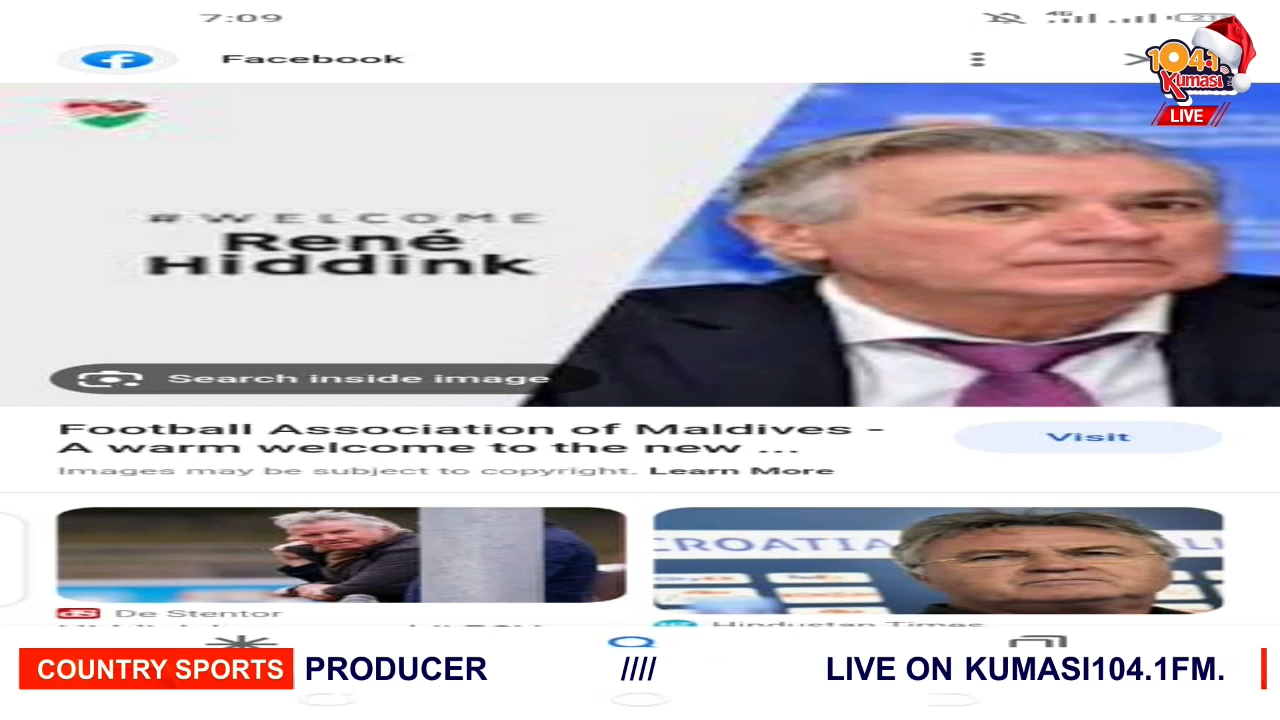 7:09
4G
Facebook
104.1
Kumasi
LIVE
#WELCOME
René
Hiddink
Search inside image
Football Association of Maldives -
A warm welcome to the new ...
Visit
Images may be subject to copyright. Learn More
CROATIA
De Stentor
Hindustan Times
COUNTRY SPORTS PRODUCER //// LIVE ON KUMASI104.1FM.